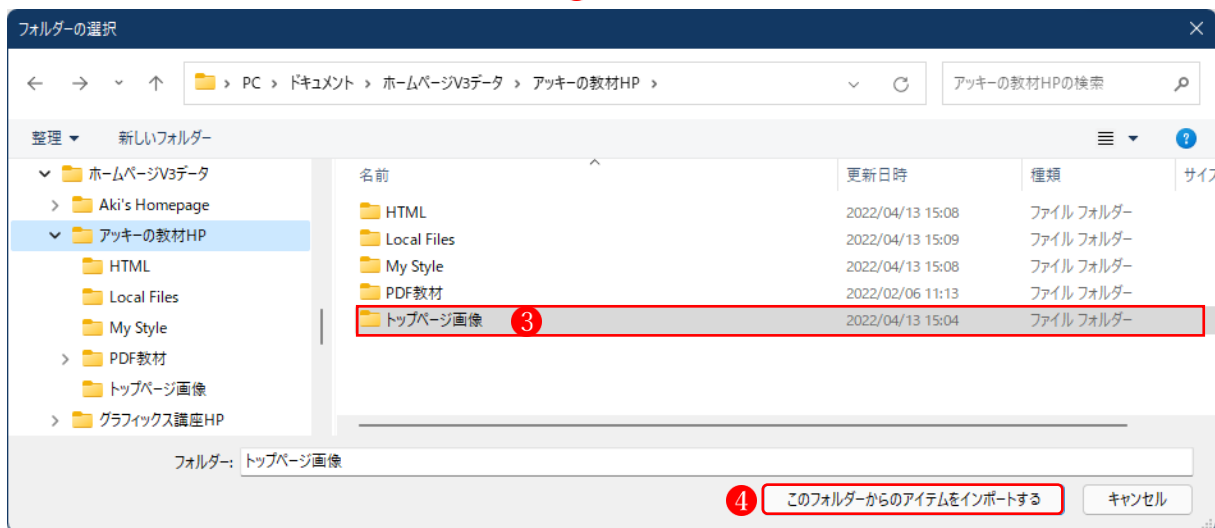 フォルダーの選択
PC › ドキュメント › ホームページV3データ › アッキーの教材HP ›
アッキーの教材HPの検索
整理 新しいフォルダー
ホームページV3データ
Aki's Homepage
アッキーの教材HP
HTML
Local Files
My Style
PDF教材
トップページ画像
グラフィックス講座HP
名前 更新日時 種類 サイズ
HTML 2022/04/13 15:08 ファイル フォルダー
Local Files 2022/04/13 15:09 ファイル フォルダー
My Style 2022/04/13 15:08 ファイル フォルダー
PDF教材 2022/02/06 11:13 ファイル フォルダー
トップページ画像 3 2022/04/13 15:04 ファイル フォルダー
フォルダー: トップページ画像
4 このフォルダーからのアイテムをインポートする キャンセル